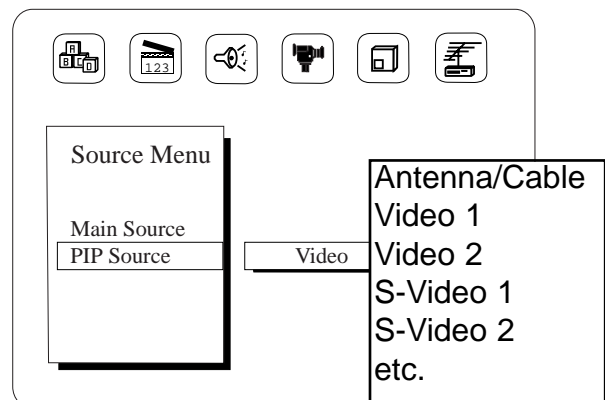 A
B C D
123
Source Menu
Main Source
PIP Source
Video
Antenna/Cable
Video 1
Video 2
S-Video 1
S-Video 2
etc.